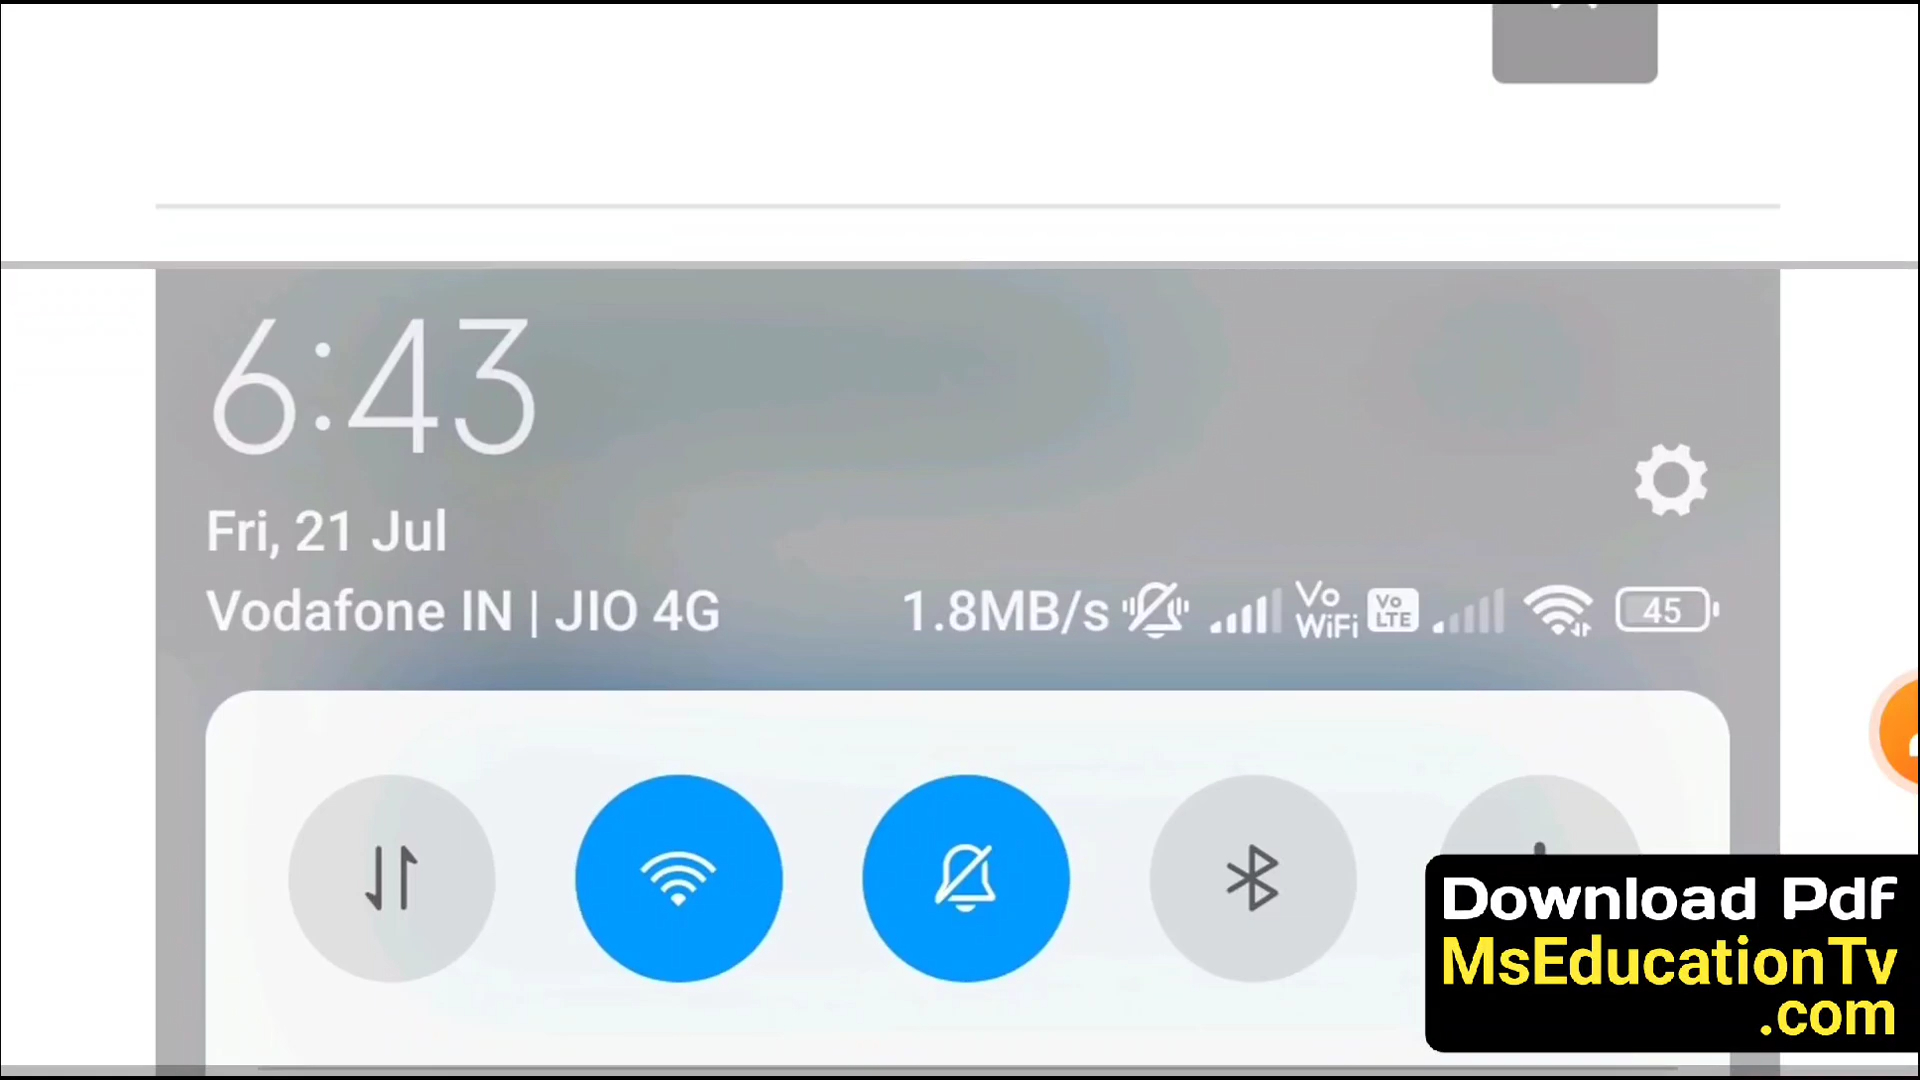 6:43
Fri, 21 Jul
Vodafone IN | JIO 4G 1.8MB/s Vo WiFi Vo LTE 45
Download Pdf
MsEducationTv
.com